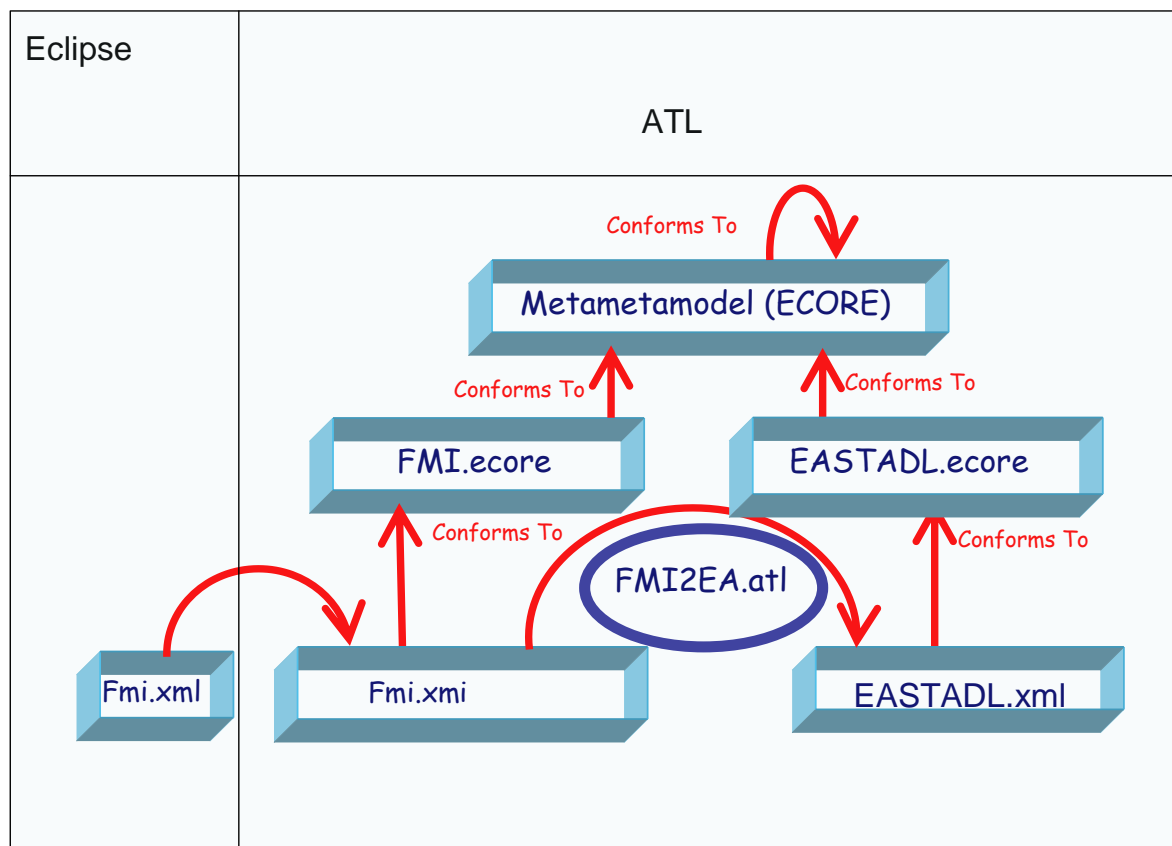 Eclipse
ATL
Conforms To
Metametamodel (ECORE)
Conforms To
Conforms To
FMI.ecore
EASTADL.ecore
Conforms To
Conforms To
FMI2EA.atl
Fmi.xml
Fmi.xmi
EASTADL.xml